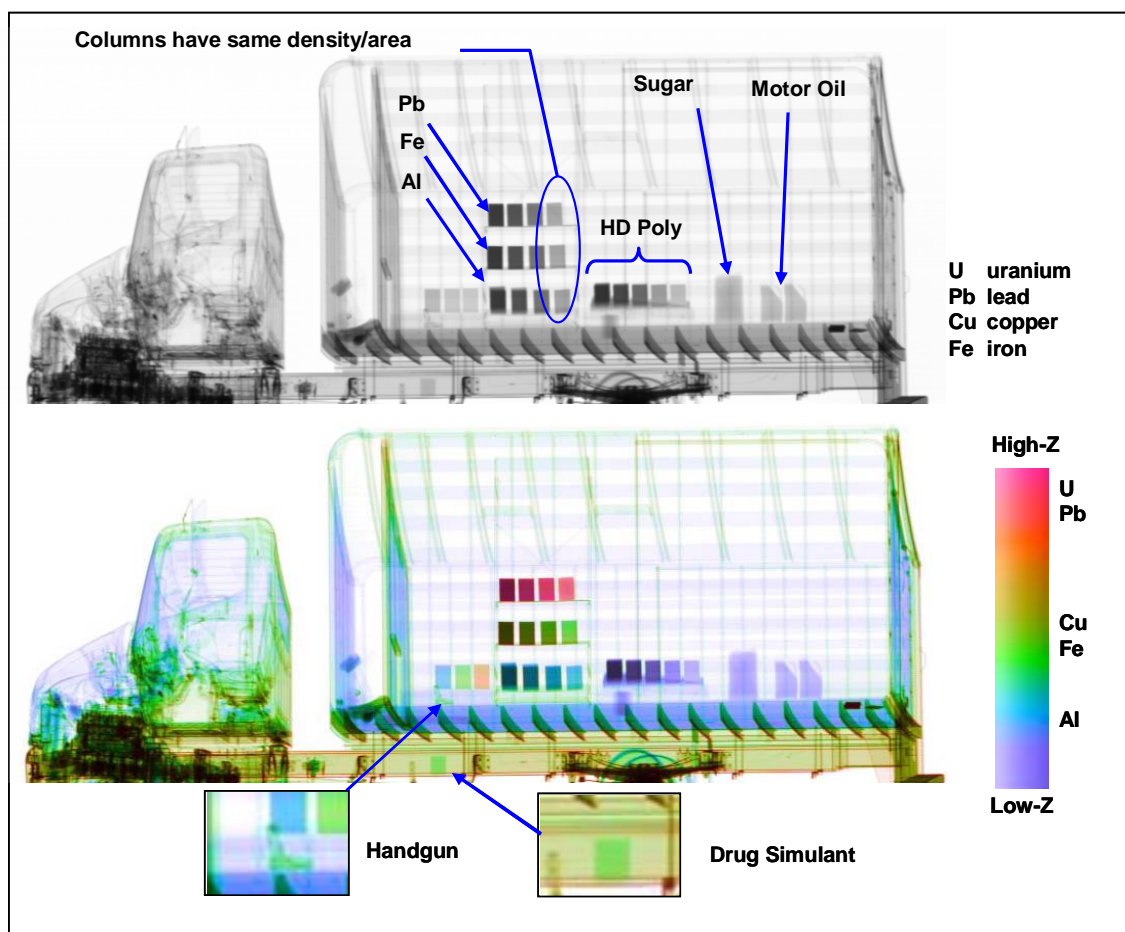 Columns have same density/area
Pb
Fe
Al
Sugar
Motor Oil
HD Poly
U uranium
Pb lead
Cu copper
Fe iron
High-Z
U
Pb
Cu
Fe
Al
Low-Z
Handgun
Drug Simulant